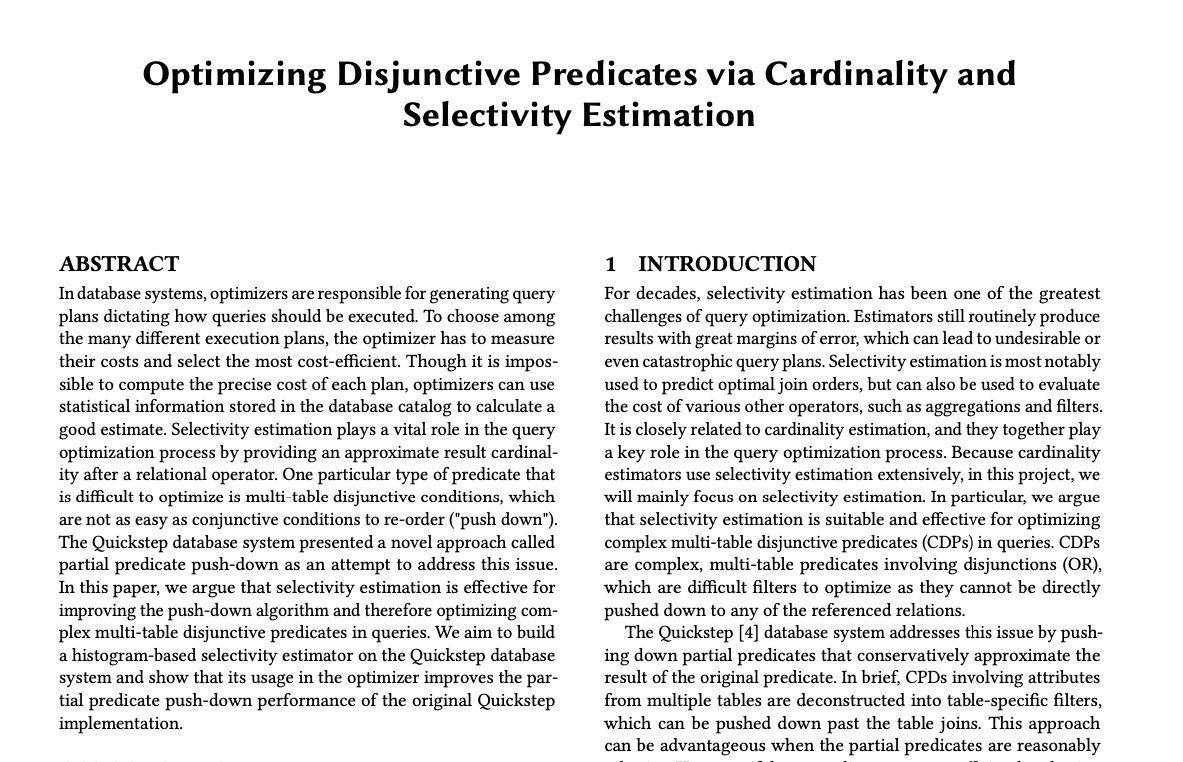 Optimizing Disjunctive Predicates via Cardinality and
Selectivity Estimation
ABSTRACT
In database systems, optimizers are responsible for generating query
plans dictating how queries should be executed. To choose among
the many different execution plans, the optimizer has to measure
their costs and select the most cost-efficient. Though it is impos-
sible to compute the precise cost of each plan, optimizers can use
statistical information stored in the database catalog to calculate a
good estimate. Selectivity estimation plays a vital role in the query
optimization process by providing an approximate result cardinal-
ity after a relational operator. One particular type of predicate that
is difficult to optimize is multi-table disjunctive conditions, which
are not as easy as conjunctive conditions to re-order ("push down").
The Quickstep database system presented a novel approach called
partial predicate push-down as an attempt to address this issue.
In this paper, we argue that selectivity estimation is effective for
improving the push-down algorithm and therefore optimizing com-
plex multi-table disjunctive predicates in queries. We aim to build
a histogram-based selectivity estimator on the Quickstep database
system and show that its usage in the optimizer improves the par-
tial predicate push-down performance of the original Quickstep
implementation.
1 INTRODUCTION
For decades, selectivity estimation has been one of the greatest
challenges of query optimization. Estimators still routinely produce
results with great margins of error, which can lead to undesirable or
even catastrophic query plans. Selectivity estimation is most notably
used to predict optimal join orders, but can also be used to evaluate
the cost of various other operators, such as aggregations and filters.
It is closely related to cardinality estimation, and they together play
a key role in the query optimization process. Because cardinality
estimators use selectivity estimation extensively, in this project, we
will mainly focus on selectivity estimation. In particular, we argue
that selectivity estimation is suitable and effective for optimizing
complex multi-table disjunctive predicates (CDPs) in queries. CDPs
are complex, multi-table predicates involving disjunctions (OR),
which are difficult filters to optimize as they cannot be directly
pushed down to any of the referenced relations.
The Quickstep [4] database system addresses this issue by push-
ing down partial predicates that conservatively approximate the
result of the original predicate. In brief, CPDs involving attributes
from multiple tables are deconstructed into table-specific filters,
which can be pushed down past the table joins. This approach
can be advantageous when the partial predicates are reasonably